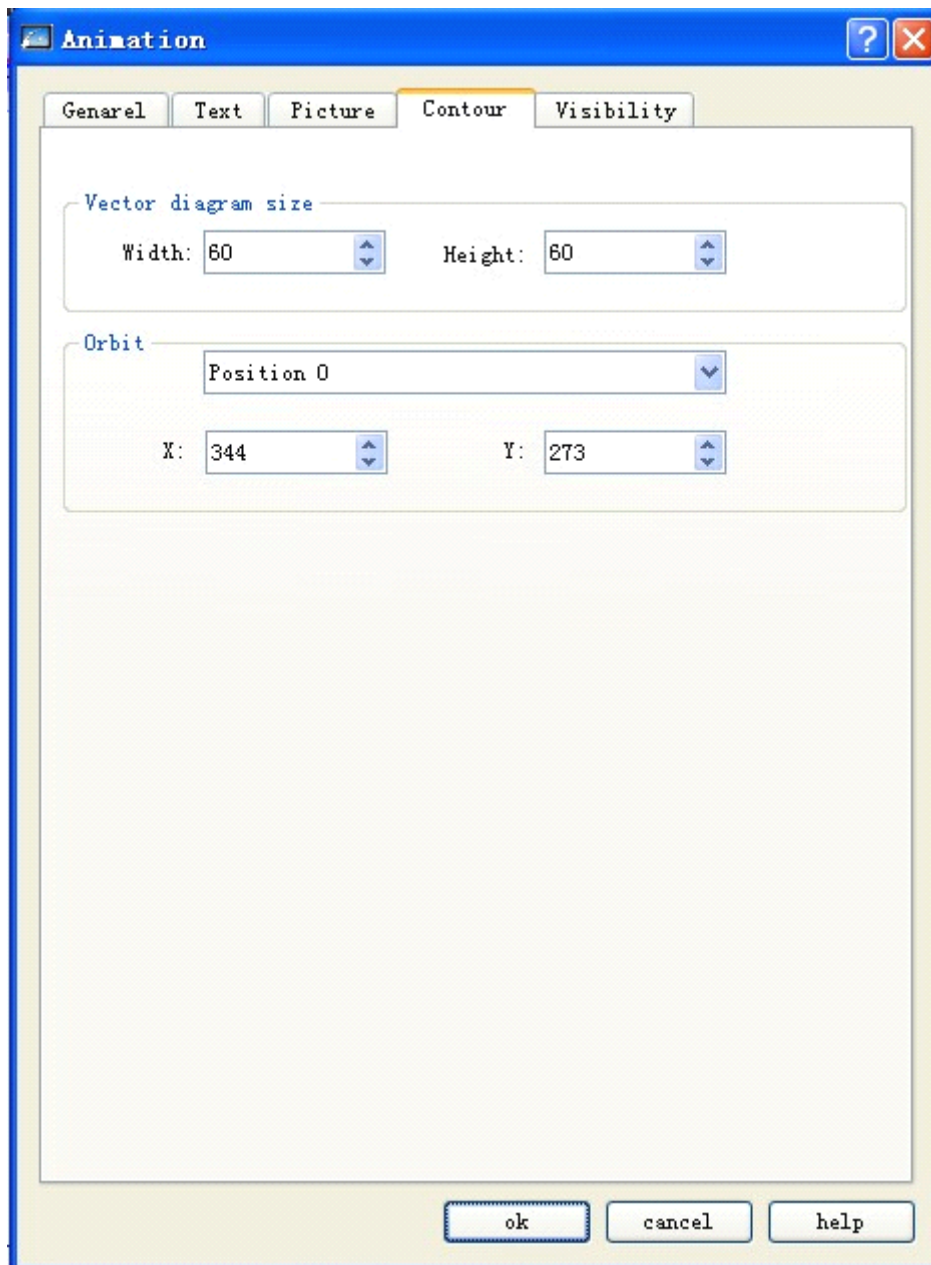 Animation
Genarel Text Picture Contour Visibility
Vector diagram size
Width: 60 Height: 60
Orbit
Position 0
X: 344 Y: 273
ok cancel help